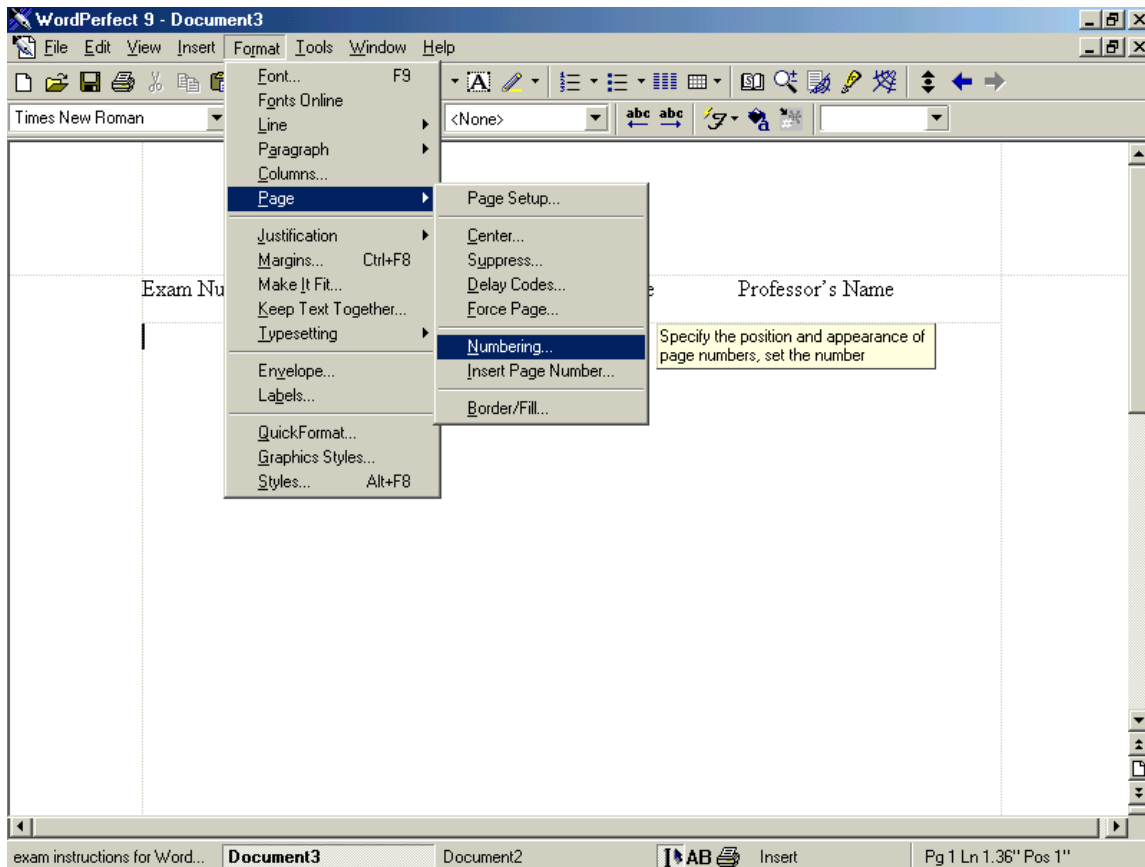 WordPerfect 9 - Document3
File Edit View Insert Format Tools Window Help
Times New Roman
<None>
abc abc
Font... F9
Fonts Online
Line
Paragraph
Columns...
Page
Justification
Margins... Ctrl+F8
Make It Fit...
Keep Text Together...
Typesetting
Envelope...
Labels...
QuickFormat...
Graphics Styles...
Styles... Alt+F8
Page Setup...
Center...
Suppress...
Delay Codes...
Force Page...
Numbering...
Insert Page Number...
Border/Fill...
Specify the position and appearance of
page numbers, set the number
Exam Nu e Professor's Name
exam instructions for Word... Document3 Document2 AB Insert Pg 1 Ln 1.36" Pos 1"